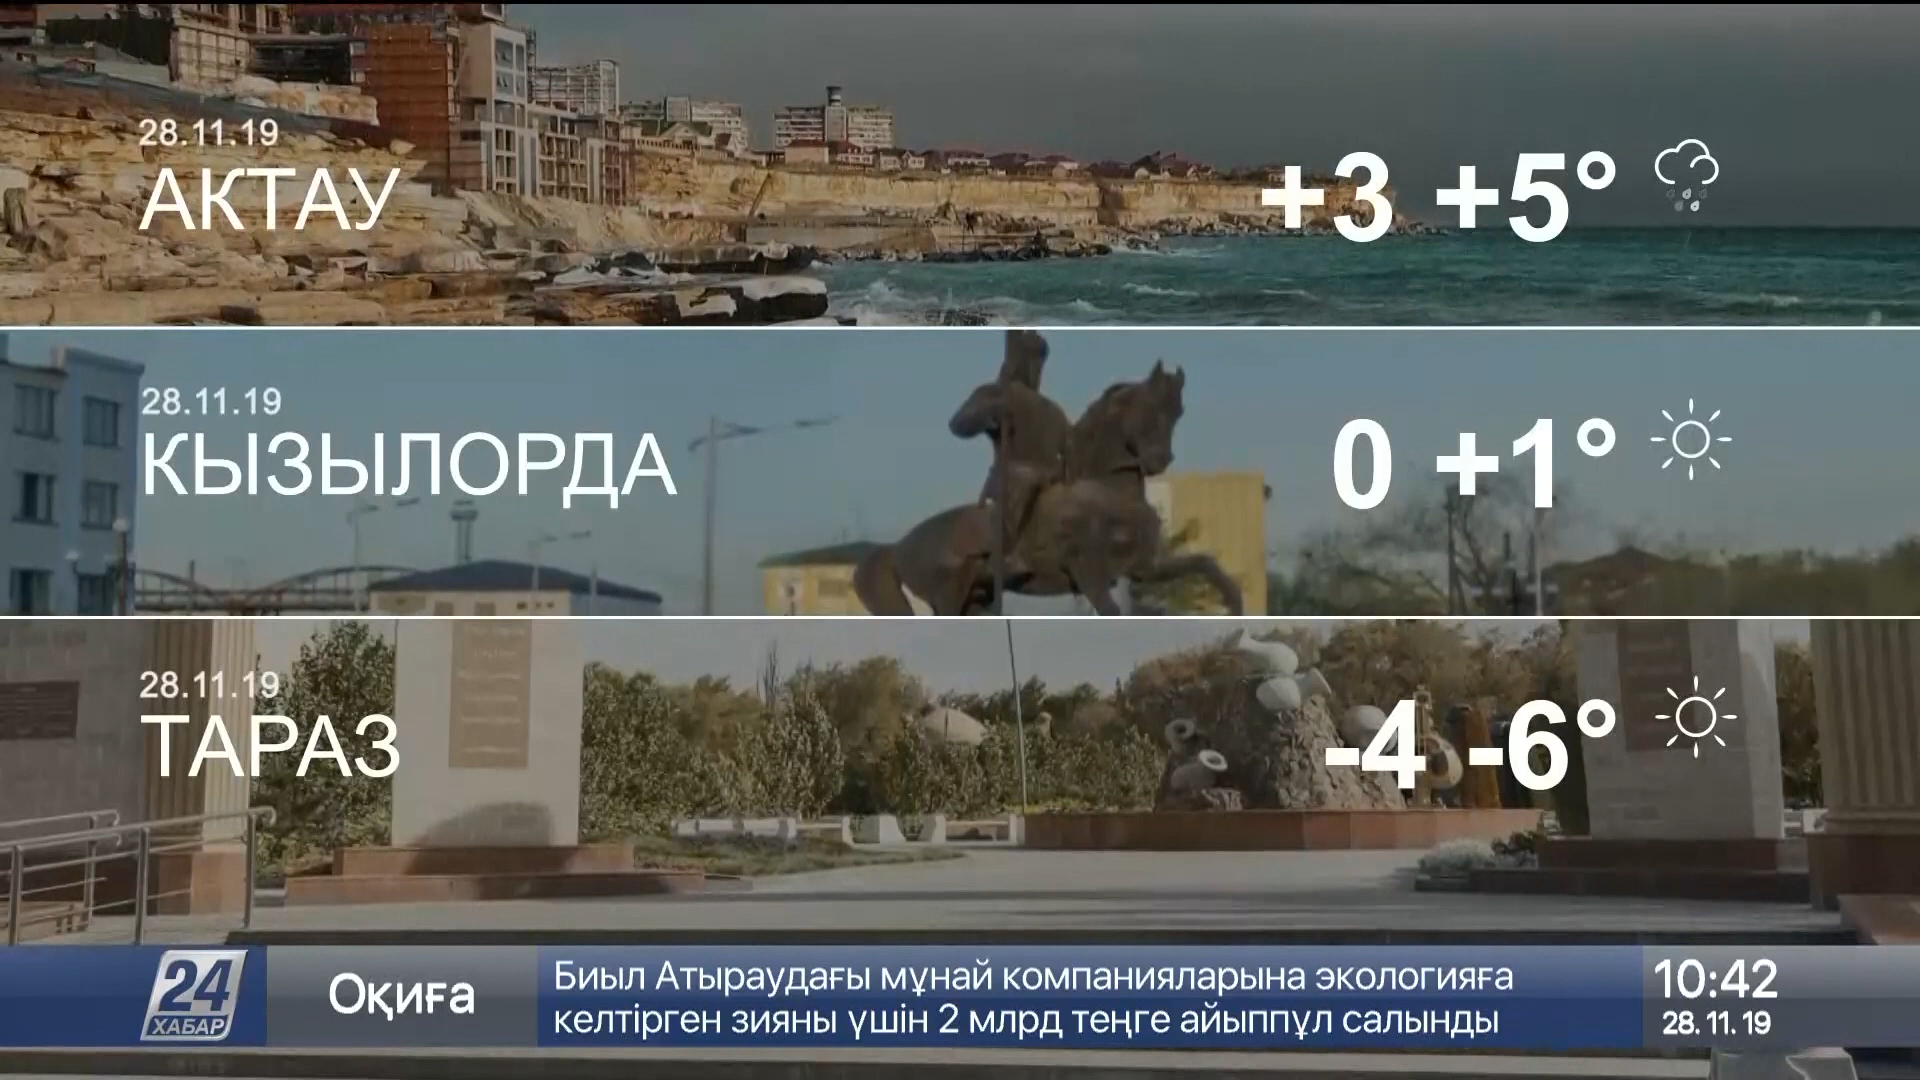 28.11.19
АКТАУ
+3 +5°
28.11.19
КЫЗЫЛОРДА
0 +1°
28.11.19
ТАРАЗ
-4 -6°
24
ХАБАР
Оқиға
Биыл Атыраудағы мұнай компанияларына экологияға
келтірген зияны үшін 2 млрд теңге айыппұл салынды
10:42
28.11.19